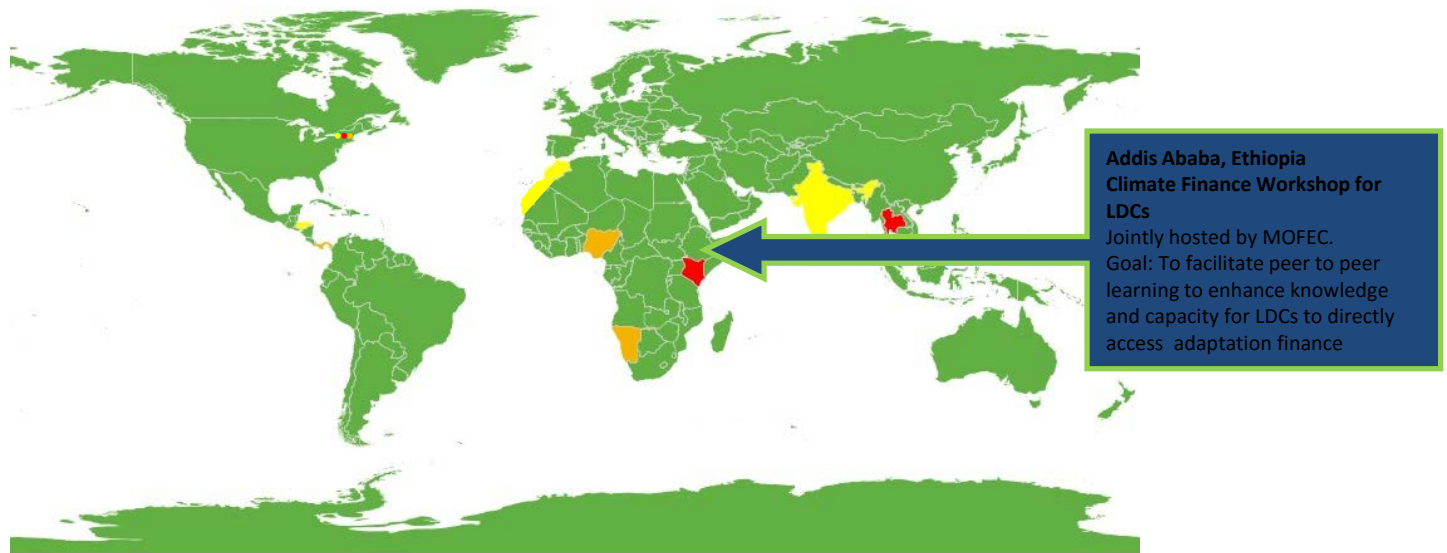 Addis Ababa, Ethiopia
Climate Finance Workshop for
LDCs
Jointly hosted by MOFEC.
Goal: To facilitate peer to peer
learning to enhance knowledge
and capacity for LDCs to directly
access adaptation finance